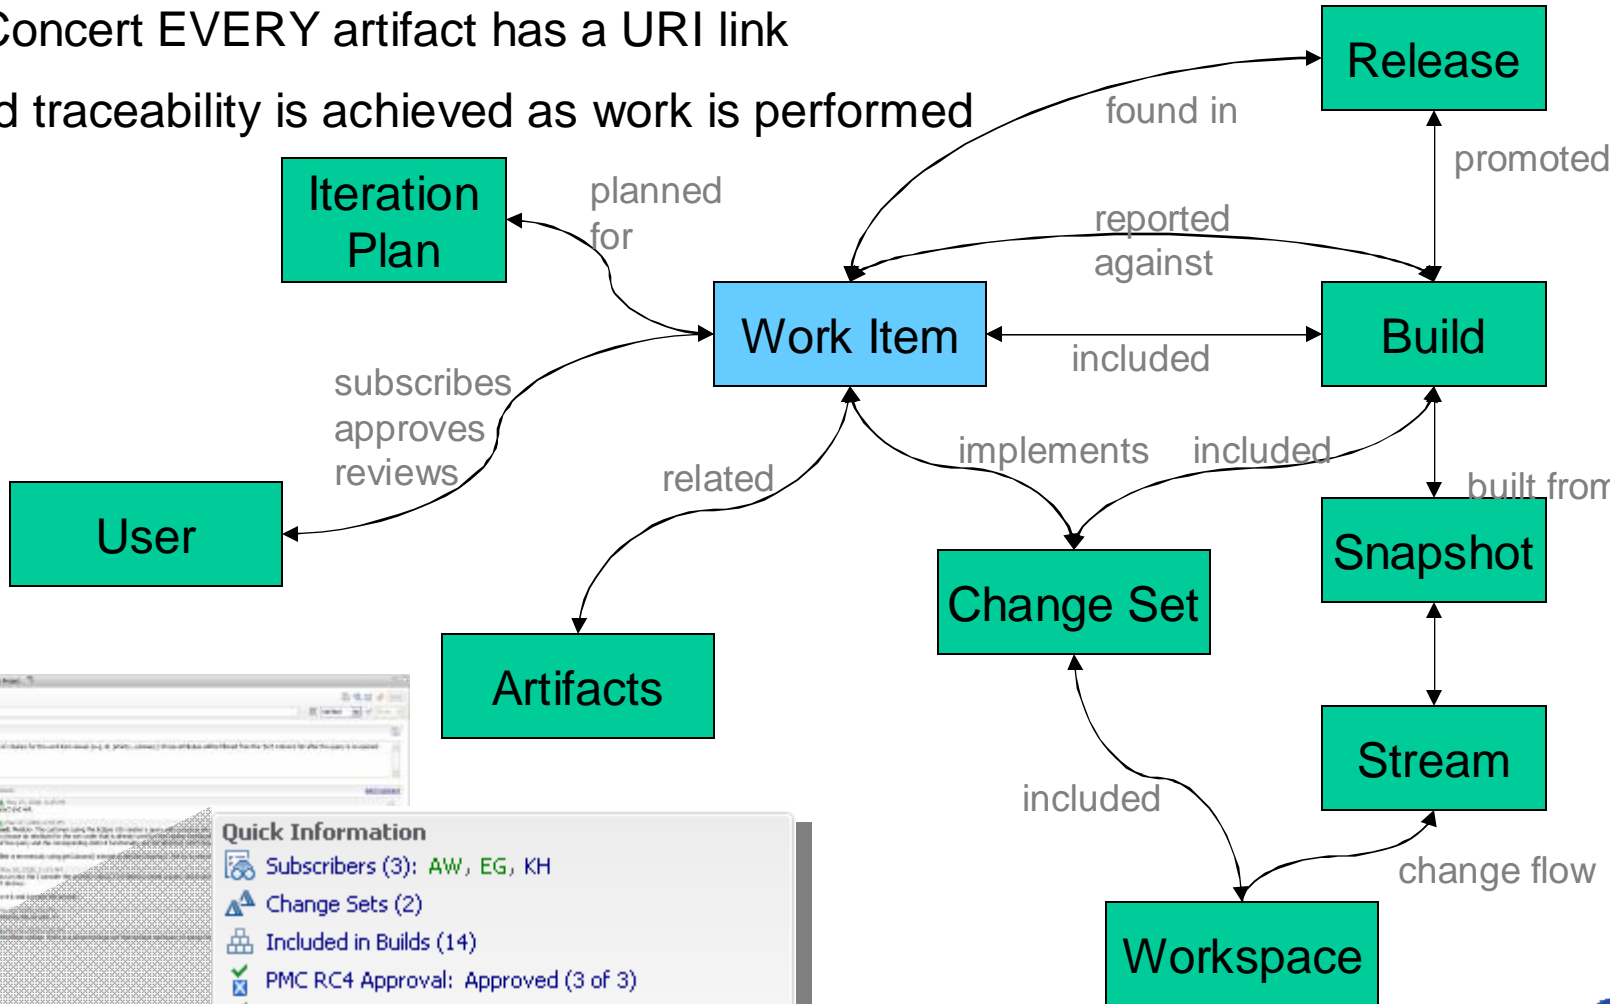 Concert EVERY artifact has a URI link
d traceability is achieved as work is performed
Release
found in
promoted
Iteration
Plan
planned
for
reported
against
Work Item
included
Build
subscribes
approves
reviews
implements
included
related
built from
User
Snapshot
Change Set
Artifacts
Stream
included
change flow
Workspace
Quick Information
Subscribers (3): AW, EG, KH
Change Sets (2)
Included in Builds (14)
PMC RC4 Approval: Approved (3 of 3)